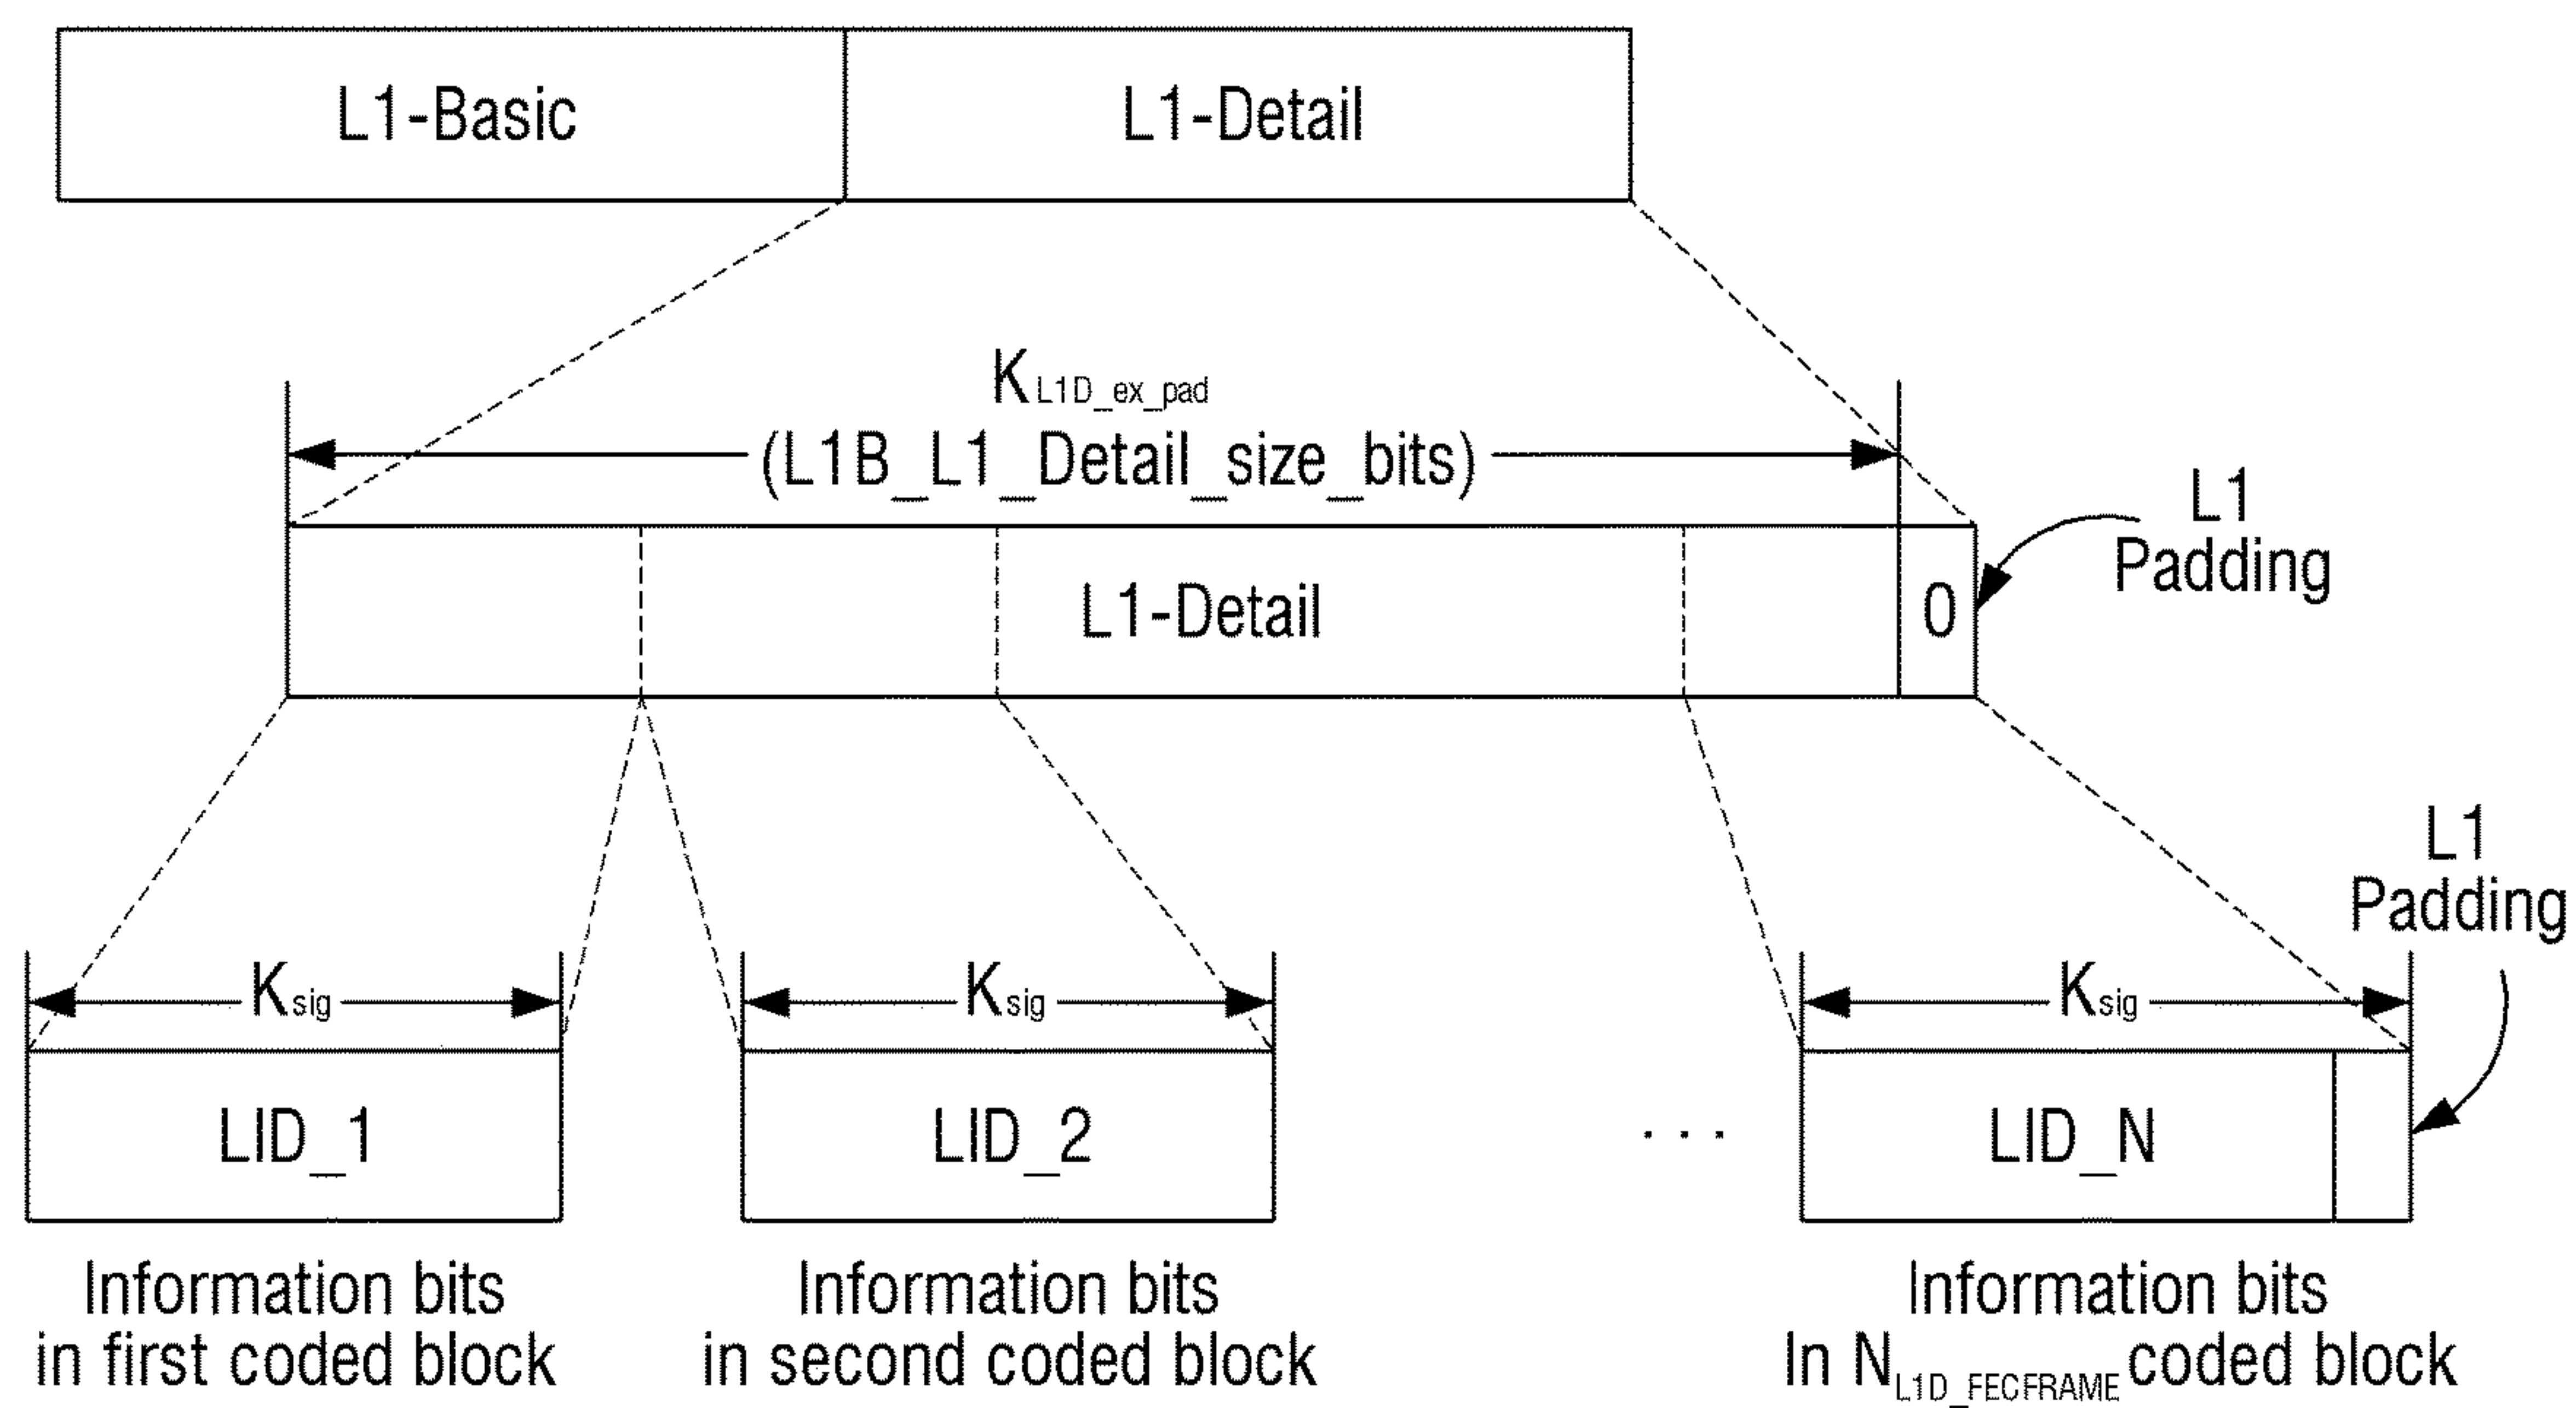 L1-Basic
L1-Detail
K L1D_ex_pad
(L1B_L1_Detail_size_bits)
L1
Padding
L1-Detail
0
L1
Padding
Ksig
Ksig
Ksig
LID_1
LID_2
. . .
LID_N
Information bits
in first coded block
Information bits
in second coded block
Information bits
In NL1D_FECFRAME coded block